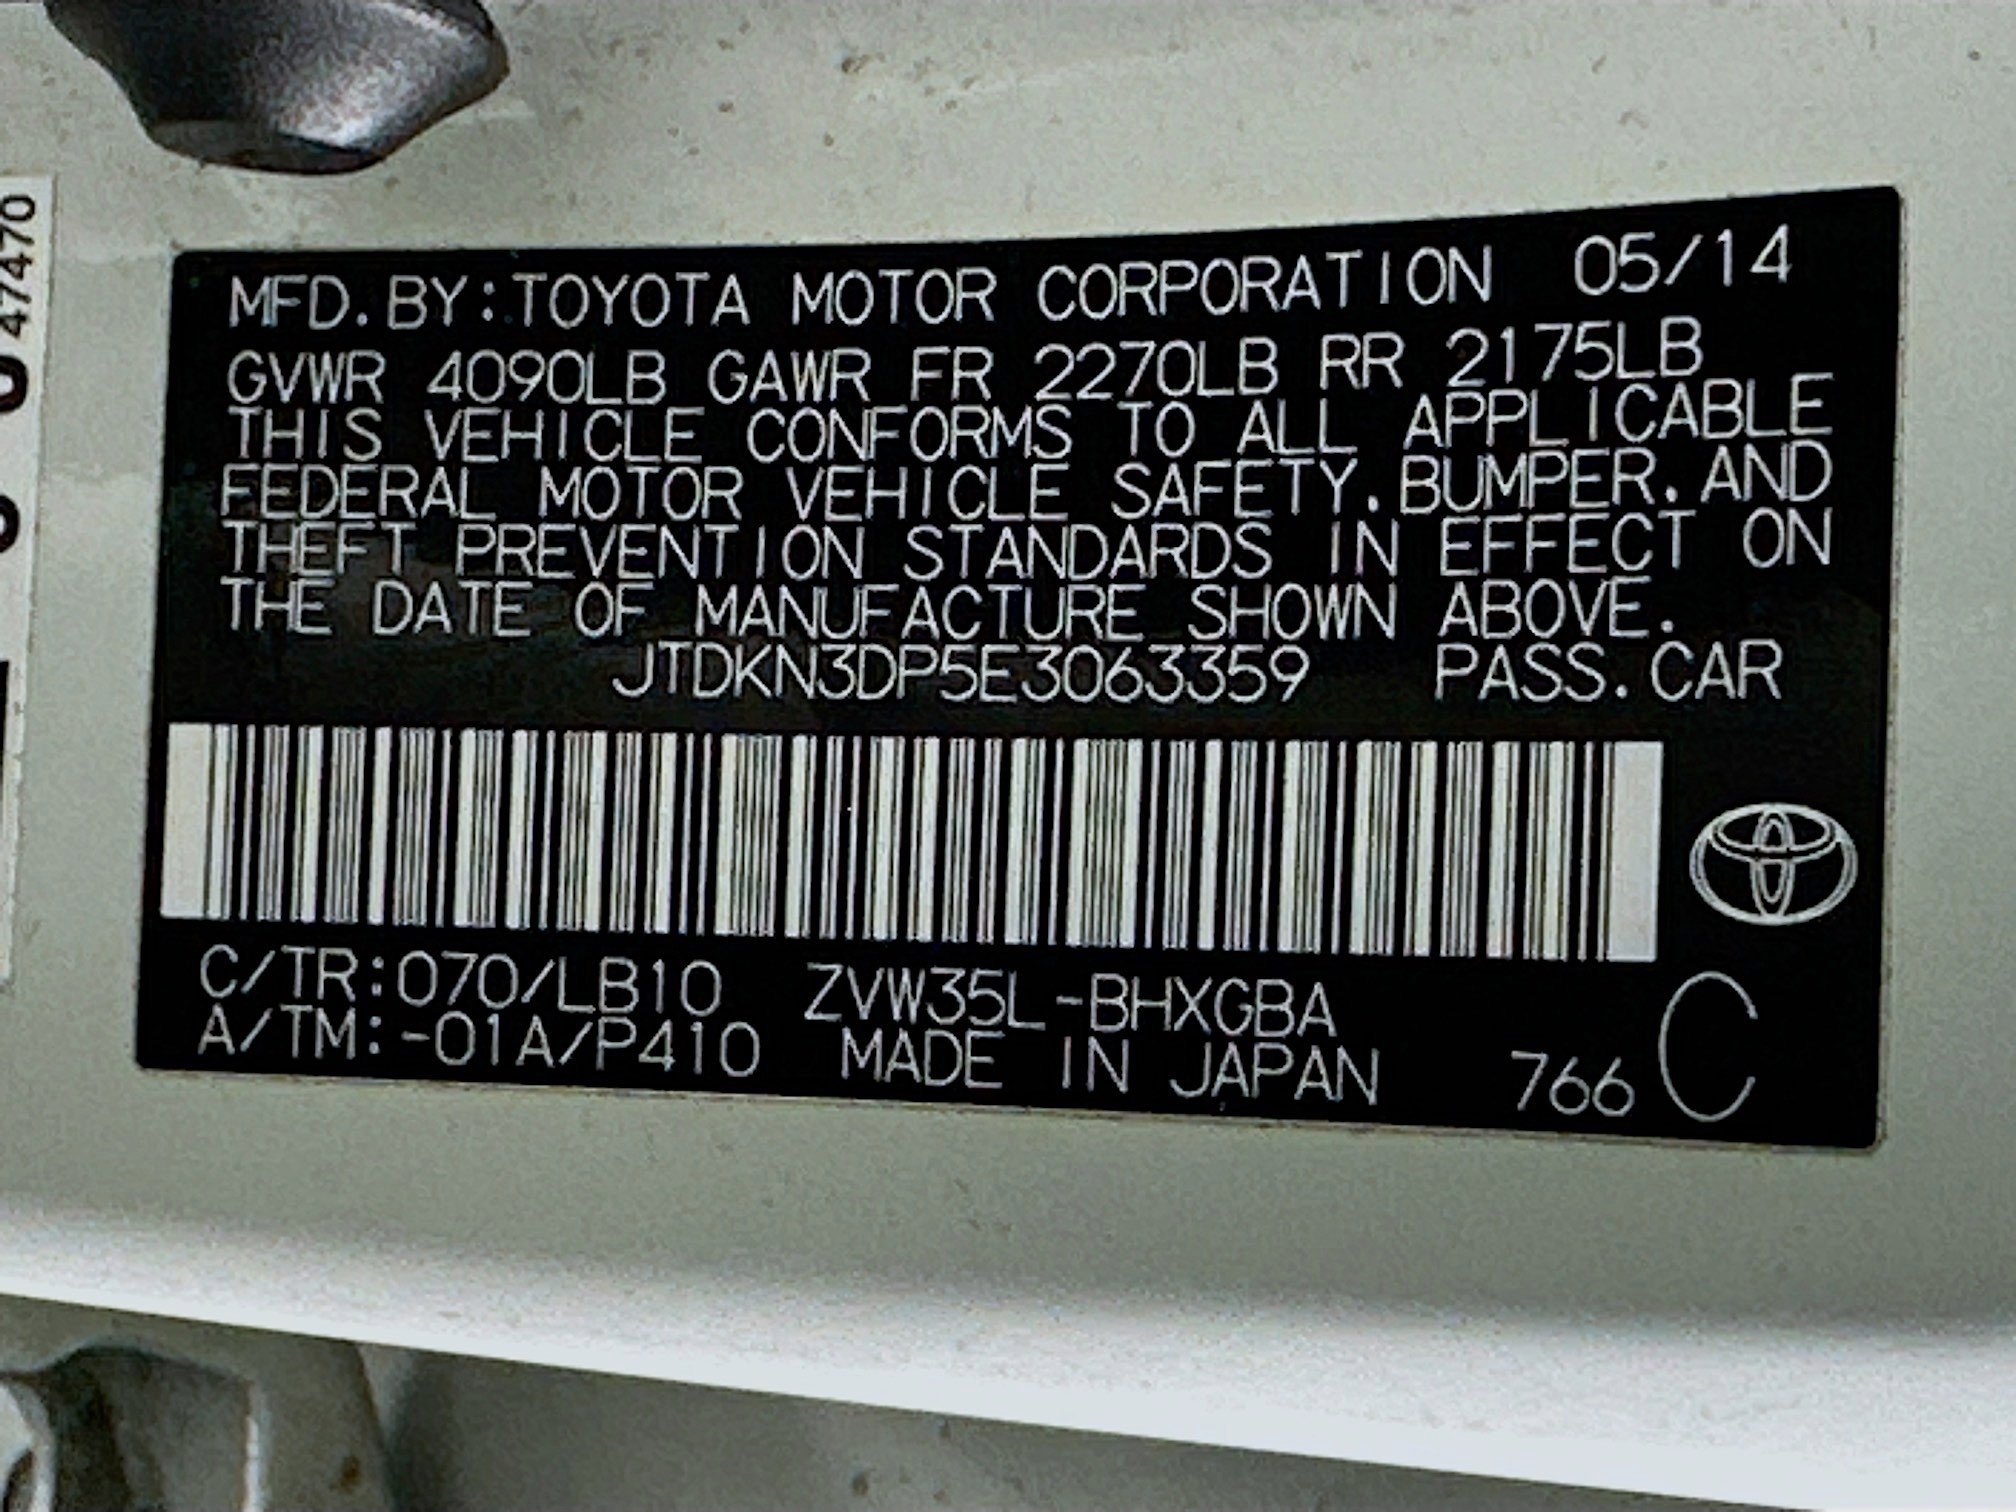 MFD.BY:TOYOTA MOTOR CORPORATION 05/14
GVWR 4090LB GAWR FR 2270LB RR 2175LB
THIS VEHICLE CONFORMS TO ALL APPLICABLE
FEDERAL MOTOR VEHICLE SAFETY.BUMPER.AND
THEFT PREVENTION STANDARDS IN EFFECT ON
THE DATE OF MANUFACTURE SHOWN ABOVE.
JTDKN3DP5E3063359 PASS.CAR
C/TR:070/LB10 ZVW35L-BHXGBA
A/TM:-01A/P410 MADE IN JAPAN 766 C
47470